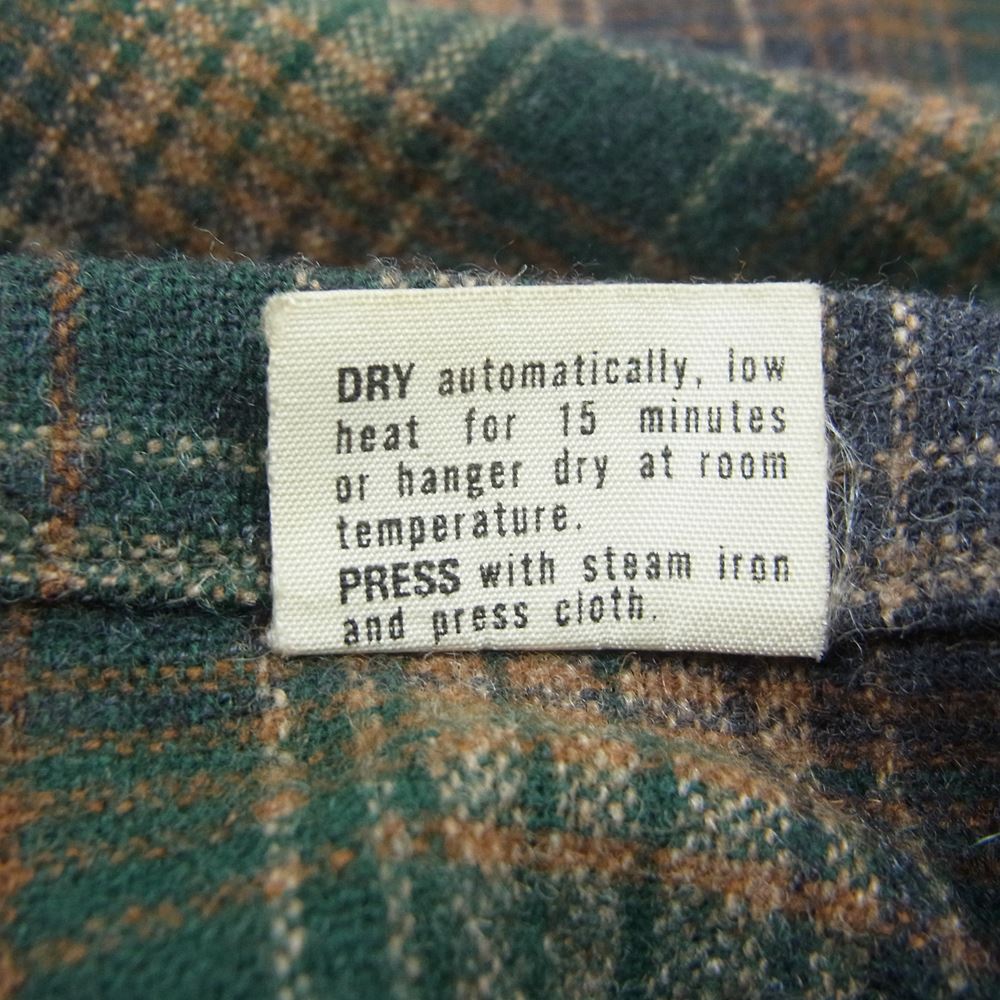 DRY automatically, low
heat for 15 minutes
or hanger dry at room
temperature.
PRESS with steam iron
and press cloth.